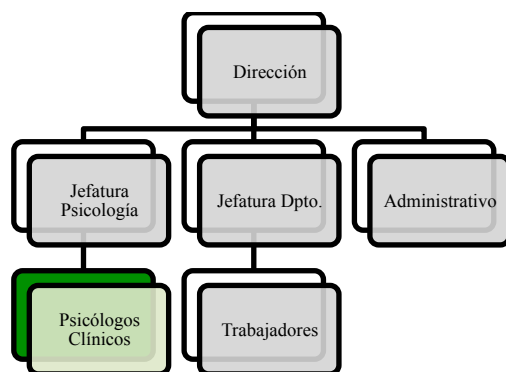 Dirección
Jefatura
Psicología
Jefatura Dpto.
Administrativo
Psicólogos
Clínicos
Trabajadores